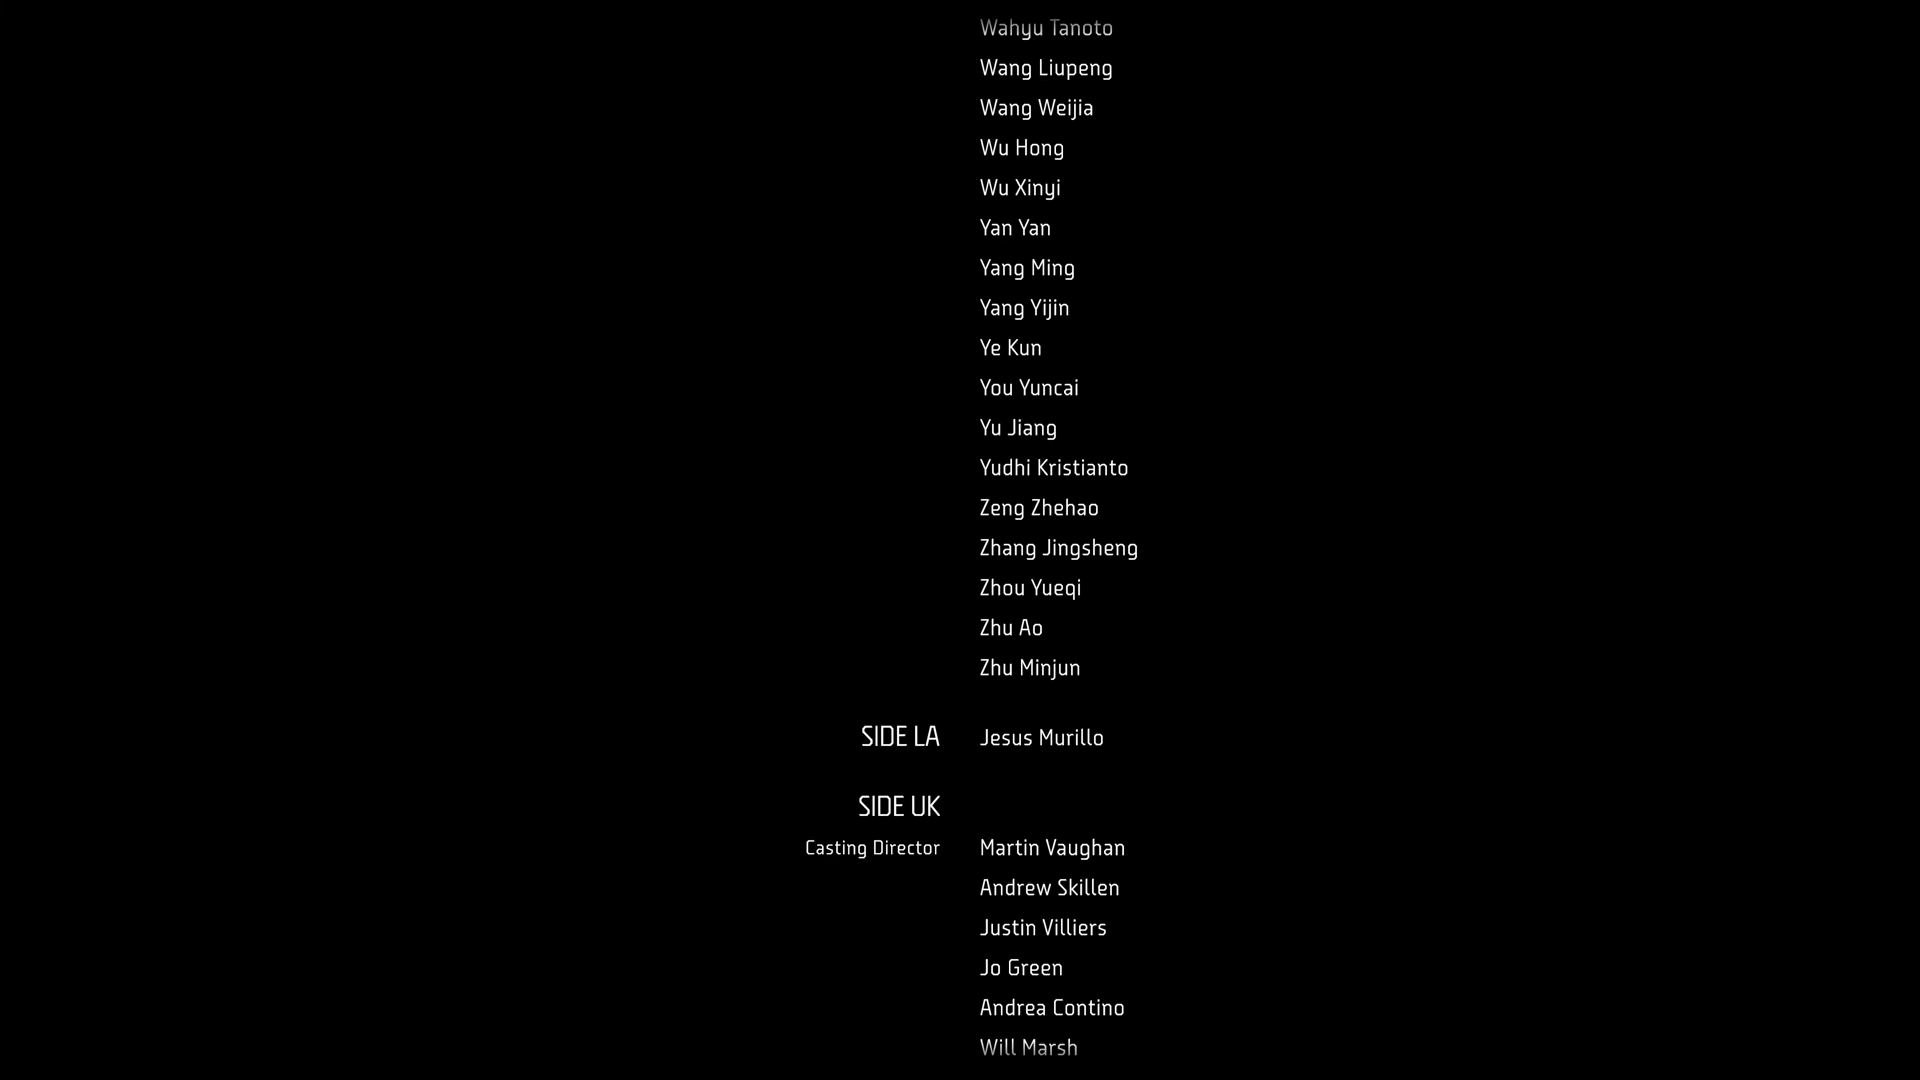 Wahyu Tanoto
Wang Liupeng
Wang Weijia
Wu Hong
Wu Xinyi
Yan Yan
Yang Ming
Yang Yijin
Ye Kun
You Yuncai
Yu Jiang
Yudhi Kristianto
Zeng Zhehao
Zhang Jingsheng
Zhou Yueqi
Zhu Ao
Zhu Minjun
SIDE LA Jesus Murillo
SIDE UK
Casting Director Martin Vaughan
Andrew Skillen
Justin Villiers
Jo Green
Andrea Contino
Will Marsh